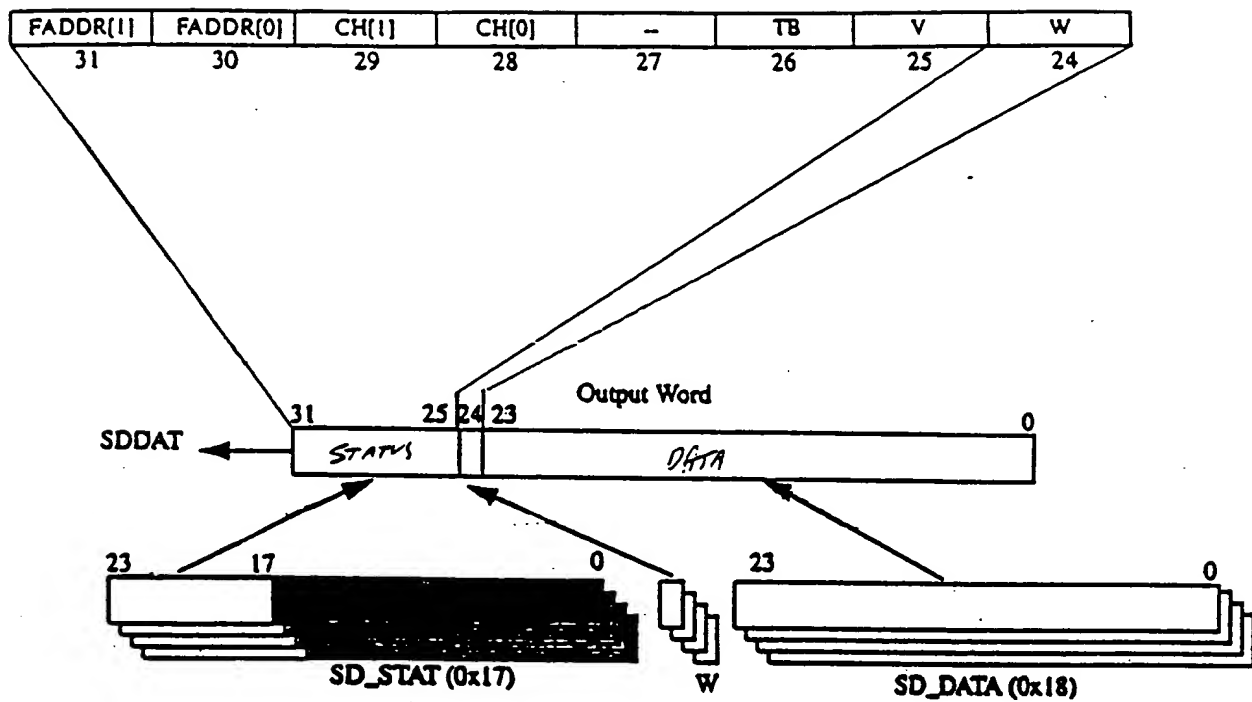 FADDR[1] FADDR[0] CH[1] CH[0] -- TB V W
31 30 29 28 27 26 25 24
Output Word
31 25 24 23 0
SDDAT STATUS DATA
23 17 0 23 0
SD_STAT (0x17) W SD_DATA (0x18)